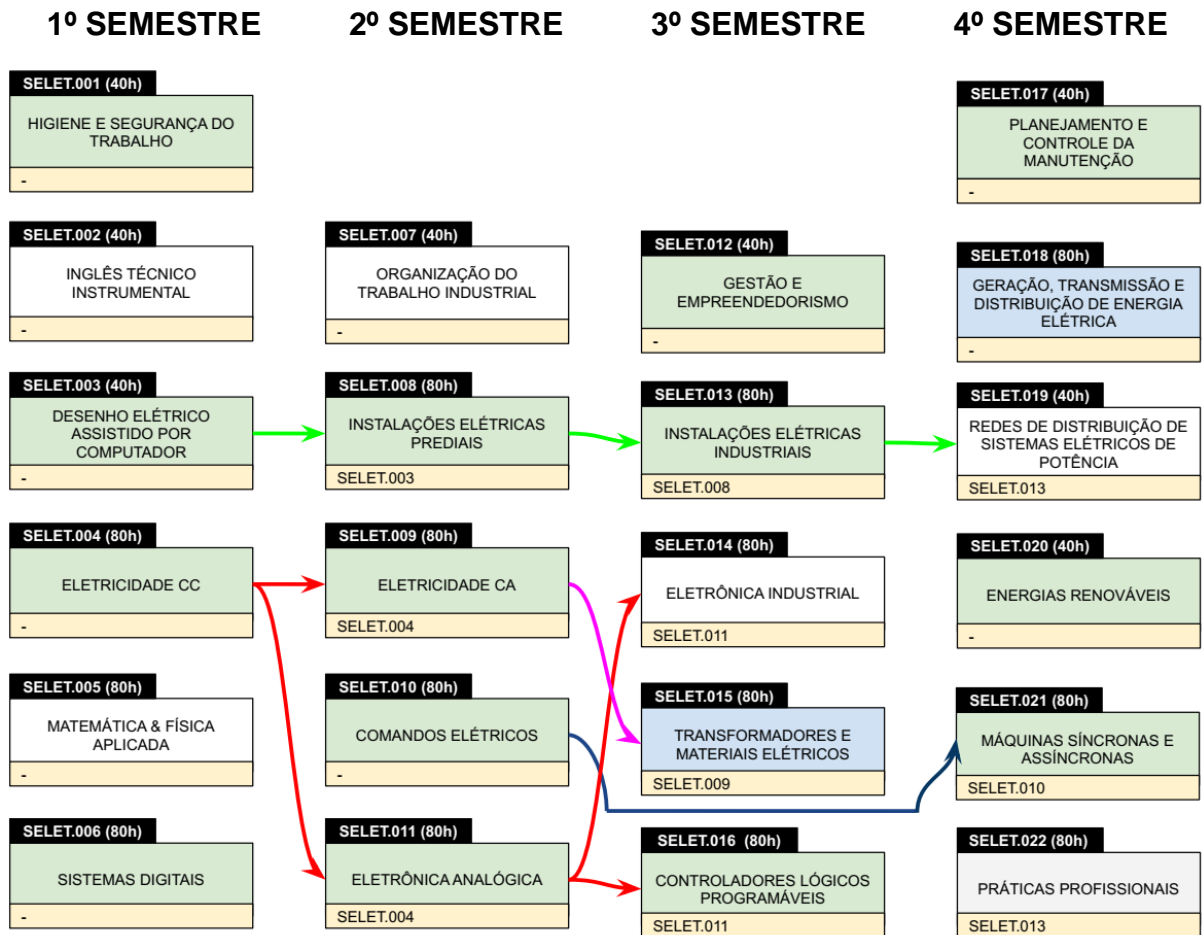 1º SEMESTRE
2º SEMESTRE
3º SEMESTRE
4º SEMESTRE
SELET.001 (40h)
HIGIENE E SEGURANÇA DO
TRABALHO
-
SELET.002 (40h)
INGLÊS TÉCNICO
INSTRUMENTAL
-
SELET.003 (40h)
DESENHO ELÉTRICO
ASSISTIDO POR
COMPUTADOR
-
SELET.004 (80h)
ELETRICIDADE CC
-
SELET.005 (80h)
MATEMÁTICA & FÍSICA
APLICADA
-
SELET.006 (80h)
SISTEMAS DIGITAIS
-
SELET.007 (40h)
ORGANIZAÇÃO DO
TRABALHO INDUSTRIAL
-
SELET.008 (80h)
INSTALAÇÕES ELÉTRICAS
PREDIAIS
SELET.003
SELET.009 (80h)
ELETRICIDADE CA
SELET.004
SELET.010 (80h)
COMANDOS ELÉTRICOS
-
SELET.011 (80h)
ELETRÔNICA ANALÓGICA
SELET.004
SELET.012 (40h)
GESTÃO E
EMPREENDEDORISMO
-
SELET.013 (80h)
INSTALAÇÕES ELÉTRICAS
INDUSTRIAIS
SELET.008
SELET.014 (80h)
ELETRÔNICA INDUSTRIAL
SELET.011
SELET.015 (80h)
TRANSFORMADORES E
MATERIAIS ELÉTRICOS
SELET.009
SELET.016 (80h)
CONTROLADORES LÓGICOS
PROGRAMÁVEIS
SELET.011
SELET.017 (40h)
PLANEJAMENTO E
CONTROLE DA
MANUTENÇÃO
-
SELET.018 (80h)
GERAÇÃO, TRANSMISSÃO E
DISTRIBUIÇÃO DE ENERGIA
ELÉTRICA
-
SELET.019 (40h)
REDES DE DISTRIBUIÇÃO DE
SISTEMAS ELÉTRICOS DE
POTÊNCIA
SELET.013
SELET.020 (40h)
ENERGIAS RENOVÁVEIS
-
SELET.021 (80h)
MÁQUINAS SÍNCRONAS E
ASSÍNCRONAS
SELET.010
SELET.022 (80h)
PRÁTICAS PROFISSIONAIS
SELET.013